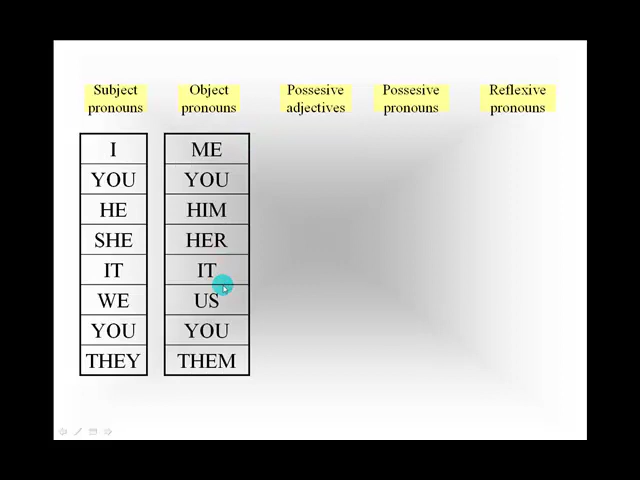 Subject
pronouns
Object
pronouns
Possesive
adjectives
Possesive
pronouns
Reflexive
pronouns
I
ME
YOU
YOU
HE
HIM
SHE
HER
IT
IT
WE
US
YOU
YOU
THEY
THEM